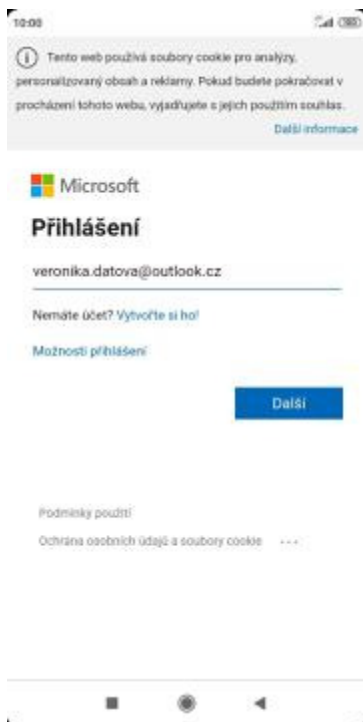 10:00
Tento web používá soubory cookie pro analýzy,
personalizovaný obsah a reklamy. Pokud budete pokračovat v
procházení tohoto webu, vyjadřujete s jejich použitím souhlas.
Další informace
Microsoft
Přihlášení
veronika.datova@outlook.cz
Nemáte účet? Vytvořte si ho!
Možnosti přihlášení
Další
Podmínky použití
Ochrana osobních údajů a soubory cookie ...